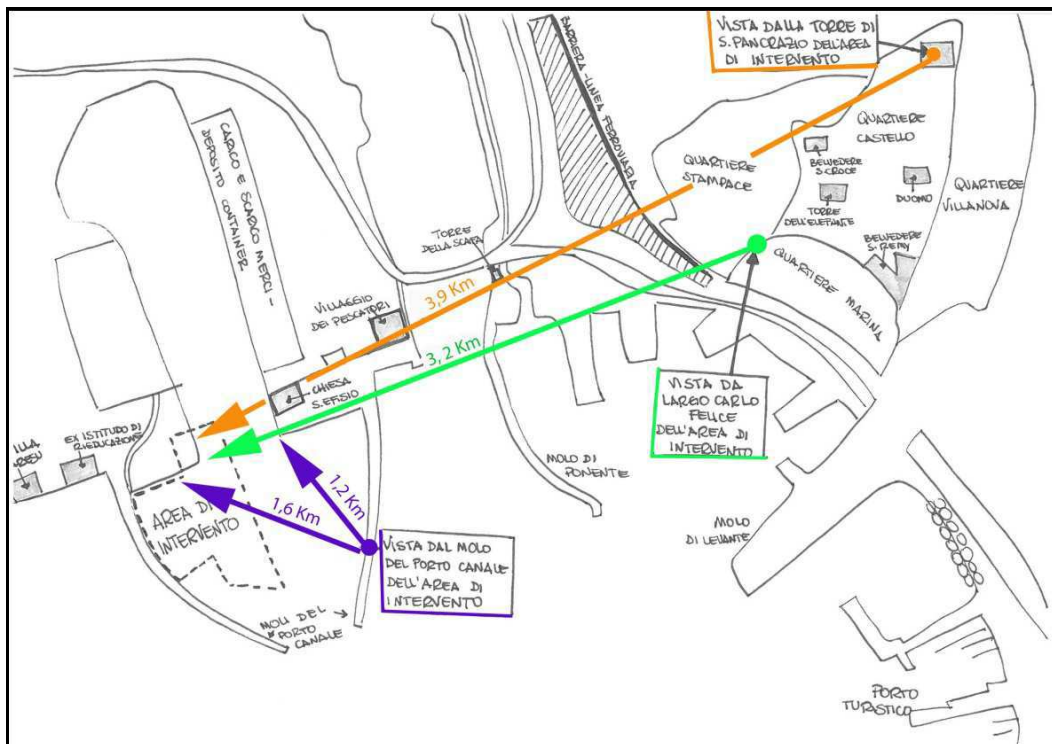 VISTA DALLA TORRE DI
S. PANCRAZIO DELL'AREA
DI INTERVENTO
BARRIERA - LINEA FERROVIARIA
CARICO E SCARICO MERCI -
DEPOSITO CONTAINER
QUARTIERE
CASTELLO
QUARTIERE
STAMPACE
BELVEDERE
S. CROCE
DUOMO
QUARTIERE
VILLANOVA
TORRE
DELL'ELEFANTE
BELVEDERE
S. REMY
QUARTIERE MARINA
TORRE
DELLA SCAFA
3,9 Km
VILLAGGIO
DEI PESCATORI
3, 2 Km
CHIESA
S. EFISIO
VISTA DA
LARGO CARLO
FELICE
DELL'AREA DI
INTERVENTO
EX ISTITUDO DI
RIEDUCAZIONE
MOLO DI
PONENTE
1,2 Km
1,6 Km
AREA DI
INTERVENTO
MOLO
DI LEVANTE
VISTA DAL MOLO
DEL PORTO CANALE
DELL'AREA DI
INTERVENTO
MOLI DEL
PORTO
CANALE
PORTO
TURISTICO